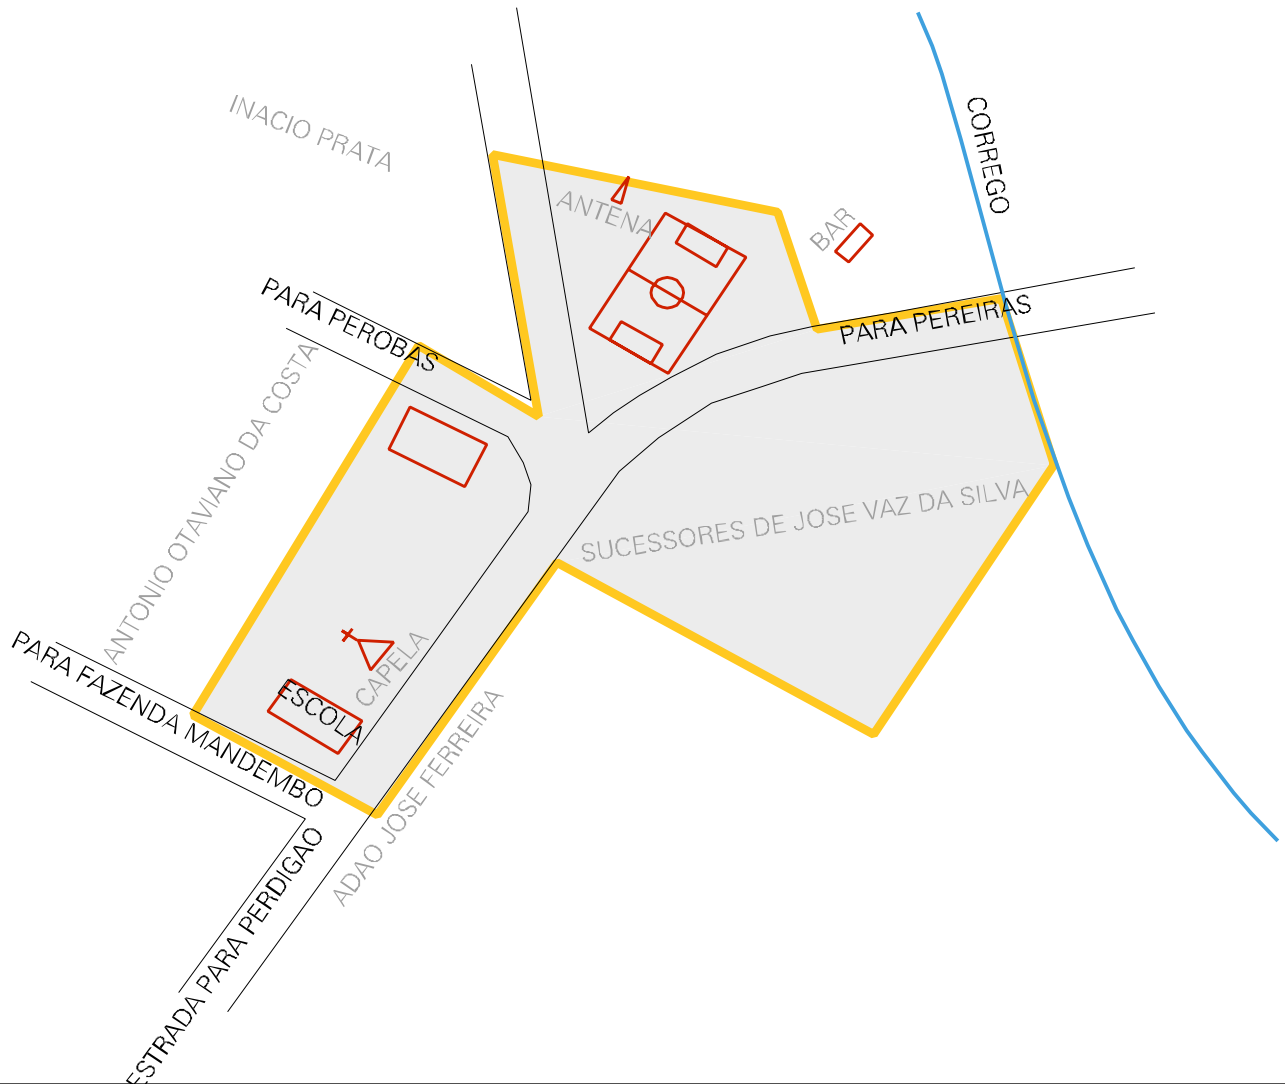 INACIO PRATA
CORREGO
ANTENA
BAR
PARA PEROBAS
PARA PEREIRAS
ANTONIO OTAVIANO DA COSTA
SUCESSORES DE JOSE VAZ DA SILVA
PARA FAZENDA MANDEMBO
CAPELA
ESCOLA
ADAO JOSE FERREIRA
ESTRADA PARA PERDIGAO